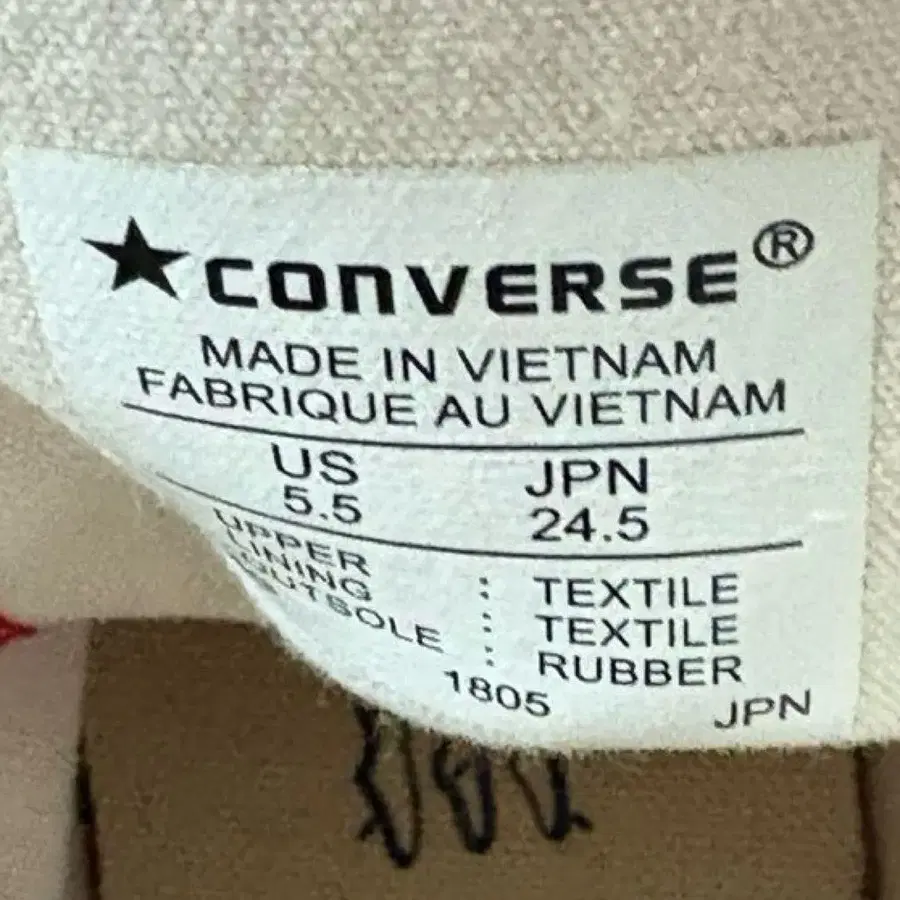 ★CONVERSE®
MADE IN VIETNAM
FABRIQUE AU VIETNAM
US JPN
5.5 24.5
UPPER : TEXTILE
LINING : TEXTILE
OUTSOLE : RUBBER
1805 JPN